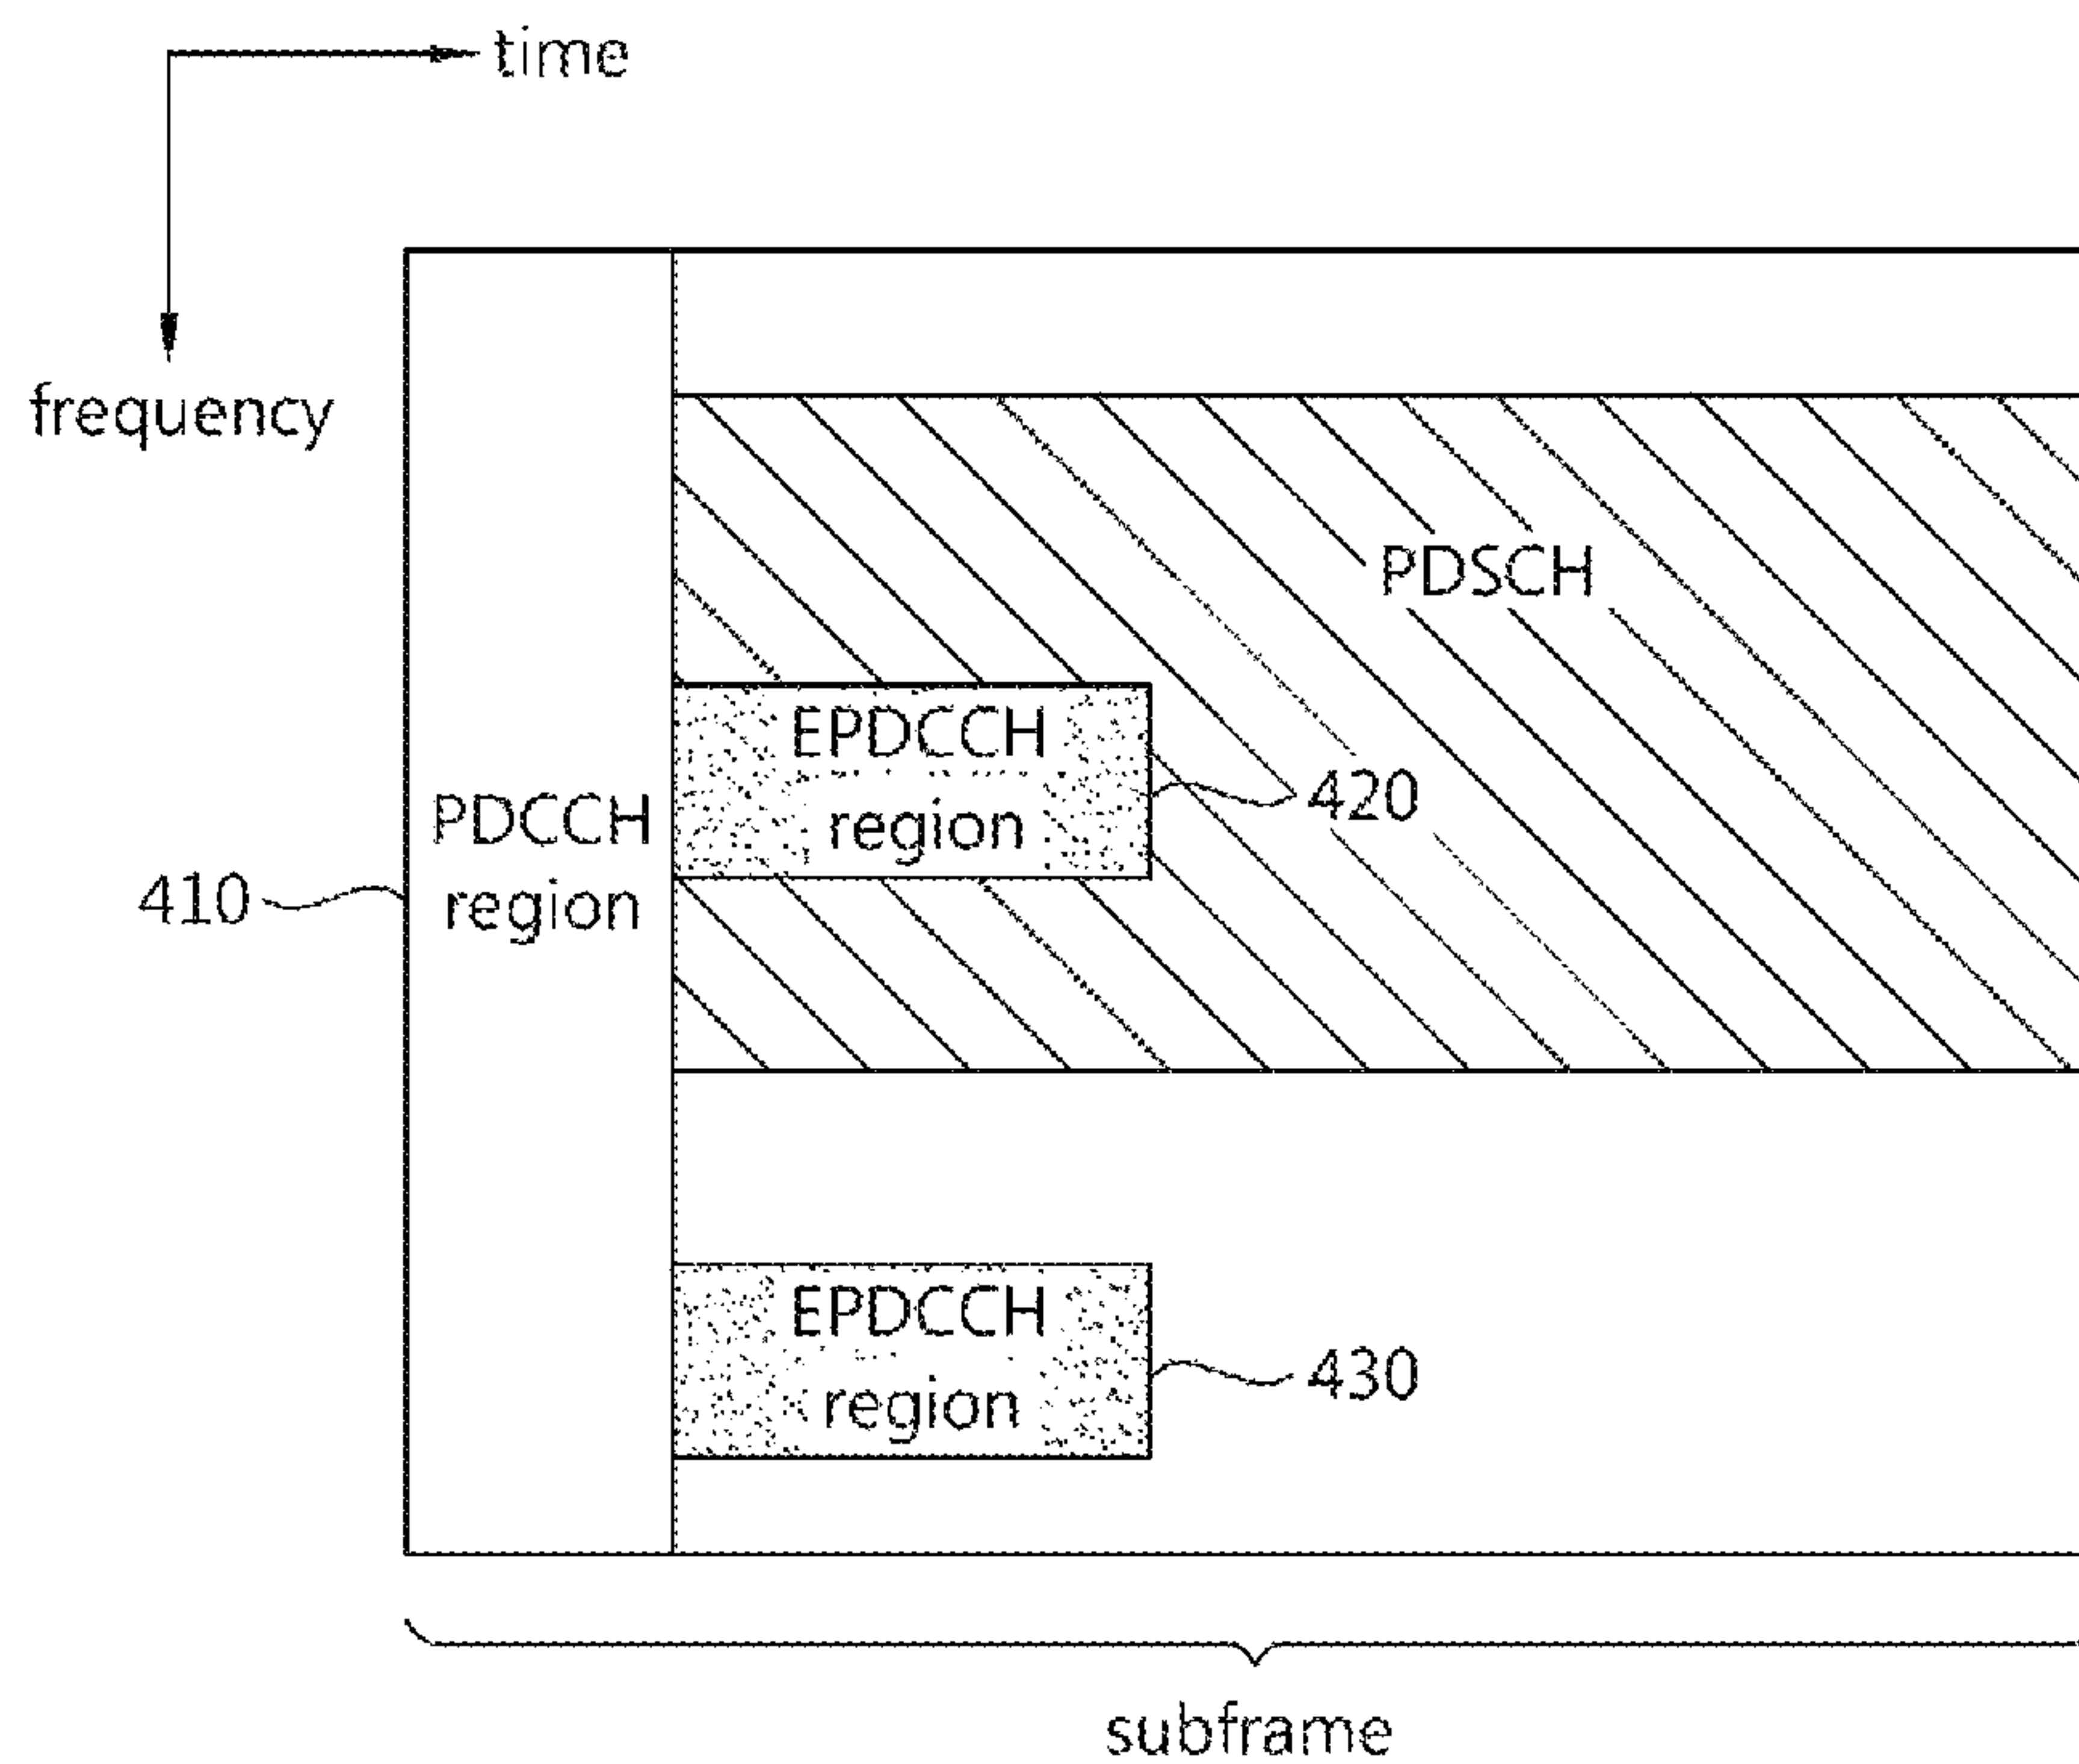 time
frequency
PDSCH
EPDCCH
region
420
PDCCH
region
410
EPDCCH
region
430
subframe